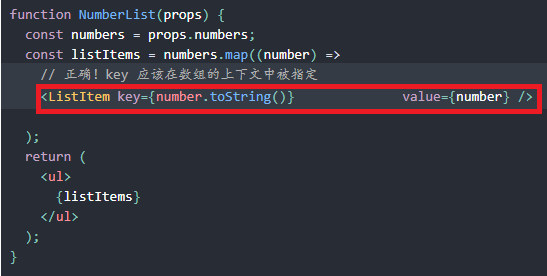 function NumberList(props) {
  const numbers = props.numbers;
  const listItems = numbers.map((number) =>
    // 正确！key 应该在数组的上下文中被指定
    <ListItem key={number.toString()}              value={number} />
  );
  return (
    <ul>
      {listItems}
    </ul>
  );
}